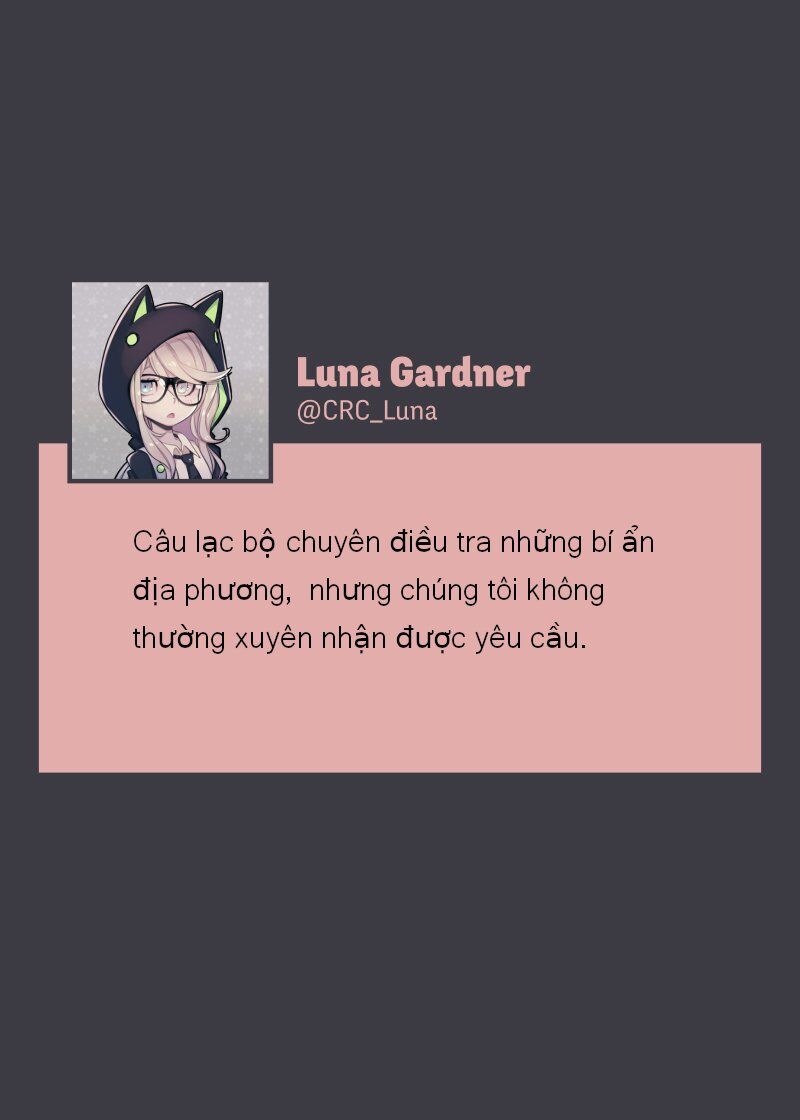 Luna Gardner
@CRC_Luna
Câu lạc bộ chuyên điều tra những bí ẩn
địa phương, nhưng chúng tôi không
thường xuyên nhận được yêu cầu.